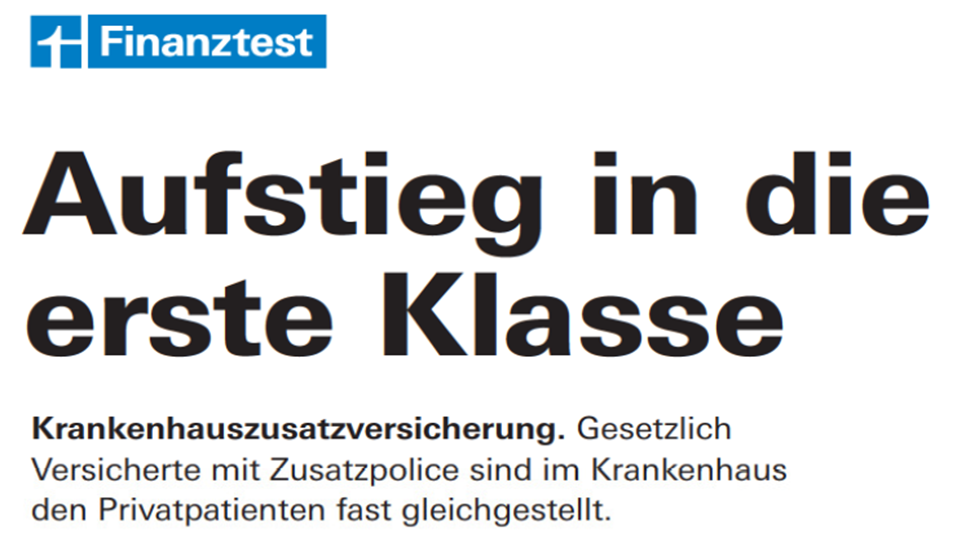 Finanztest
Aufstieg in die
erste Klasse
Krankenhauszusatzversicherung. Gesetzlich
Versicherte mit Zusatzpolice sind im Krankenhaus
den Privatpatienten fast gleichgestellt.